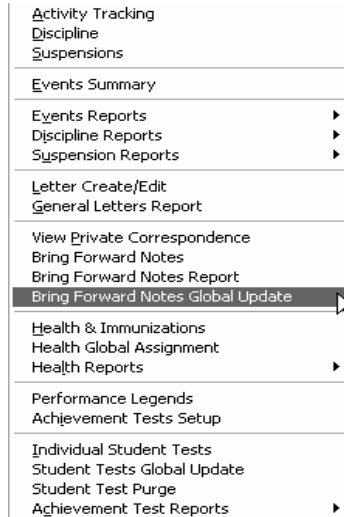 Activity Tracking
Discipline
Suspensions
Events Summary
Events Reports
Discipline Reports
Suspension Reports
Letter Create/Edit
General Letters Report
View Private Correspondence
Bring Forward Notes
Bring Forward Notes Report
Bring Forward Notes Global Update
Health & Immunizations
Health Global Assignment
Health Reports
Performance Legends
Achievement Tests Setup
Individual Student Tests
Student Tests Global Update
Student Test Purge
Achievement Test Reports